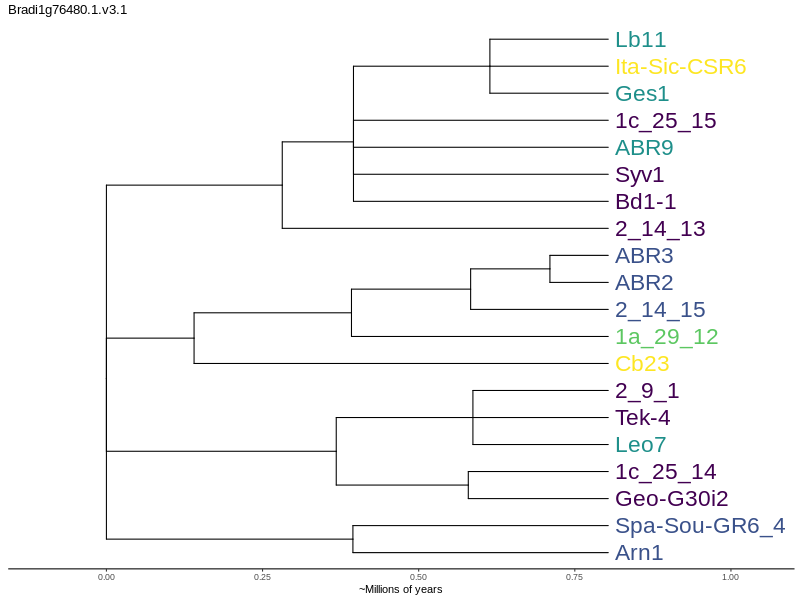 Bradi1g76480.1.v3.1
Lb11
Ita-Sic-CSR6
Ges1
1c_25_15
ABR9
Syv1
Bd1-1
2_14_13
ABR3
ABR2
2_14_15
1a_29_12
Cb23
2_9_1
Tek-4
Leo7
1c_25_14
Geo-G30i2
Spa-Sou-GR6_4
Arn1
0.00 0.25 0.50 0.75 1.00
~Millions of years